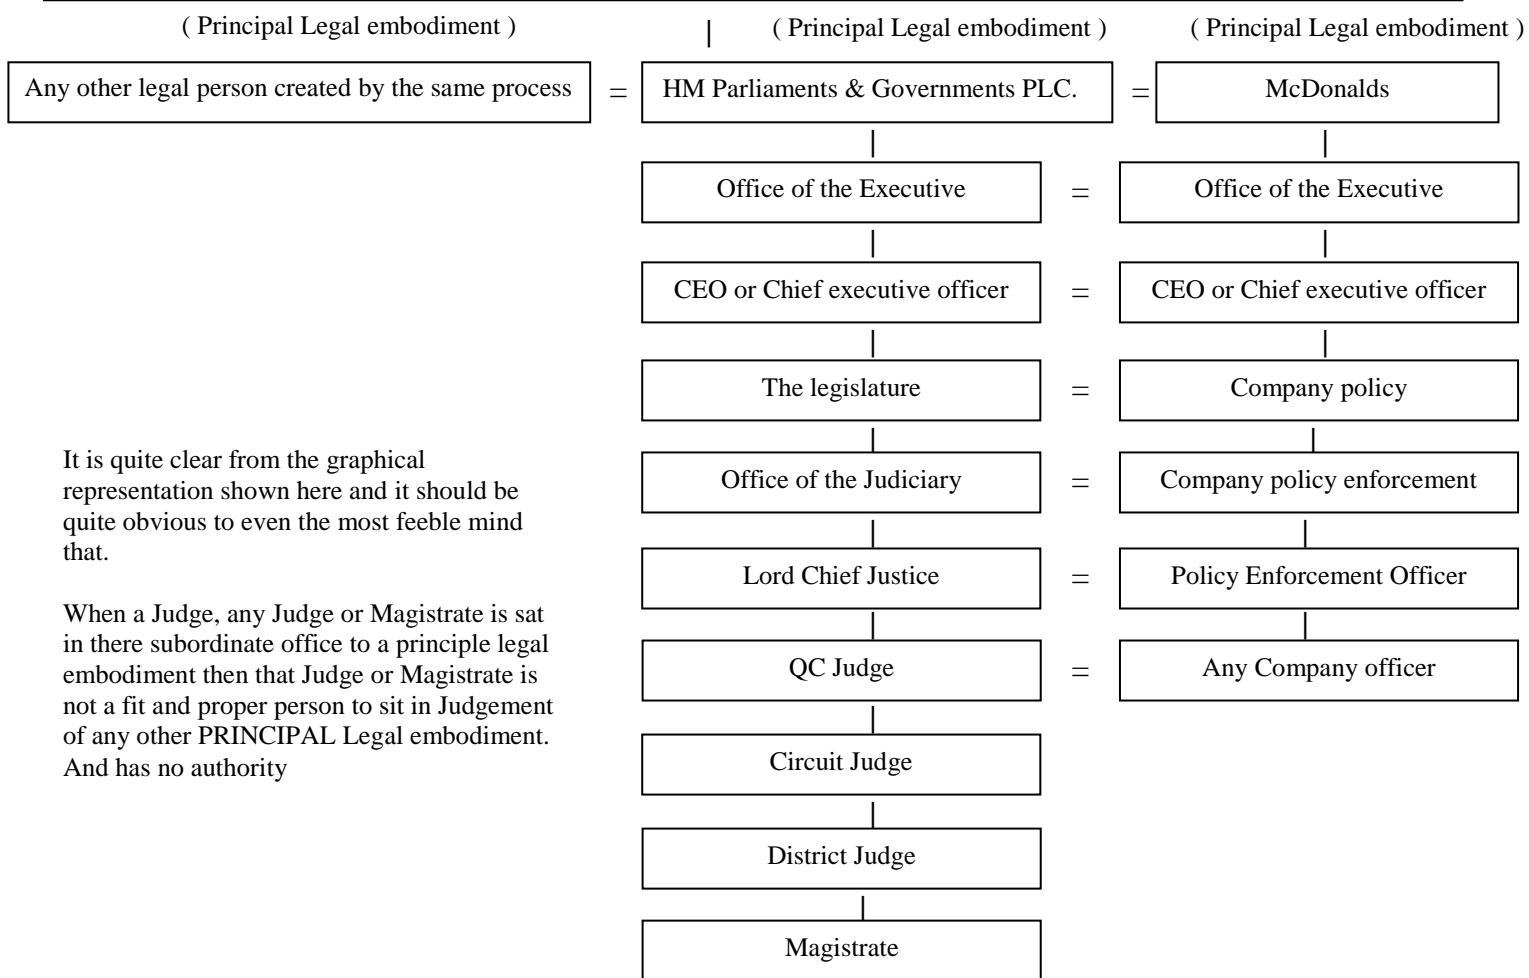 ( Principal Legal embodiment ) | ( Principal Legal embodiment ) ( Principal Legal embodiment )
Any other legal person created by the same process = HM Parliaments & Governments PLC. = McDonalds
Office of the Executive = Office of the Executive
CEO or Chief executive officer = CEO or Chief executive officer
The legislature = Company policy
Office of the Judiciary = Company policy enforcement
Lord Chief Justice = Policy Enforcement Officer
QC Judge = Any Company officer
Circuit Judge
District Judge
Magistrate
It is quite clear from the graphical
representation shown here and it should be
quite obvious to even the most feeble mind
that.
When a Judge, any Judge or Magistrate is sat
in there subordinate office to a principle legal
embodiment then that Judge or Magistrate is
not a fit and proper person to sit in Judgement
of any other PRINCIPAL Legal embodiment.
And has no authority